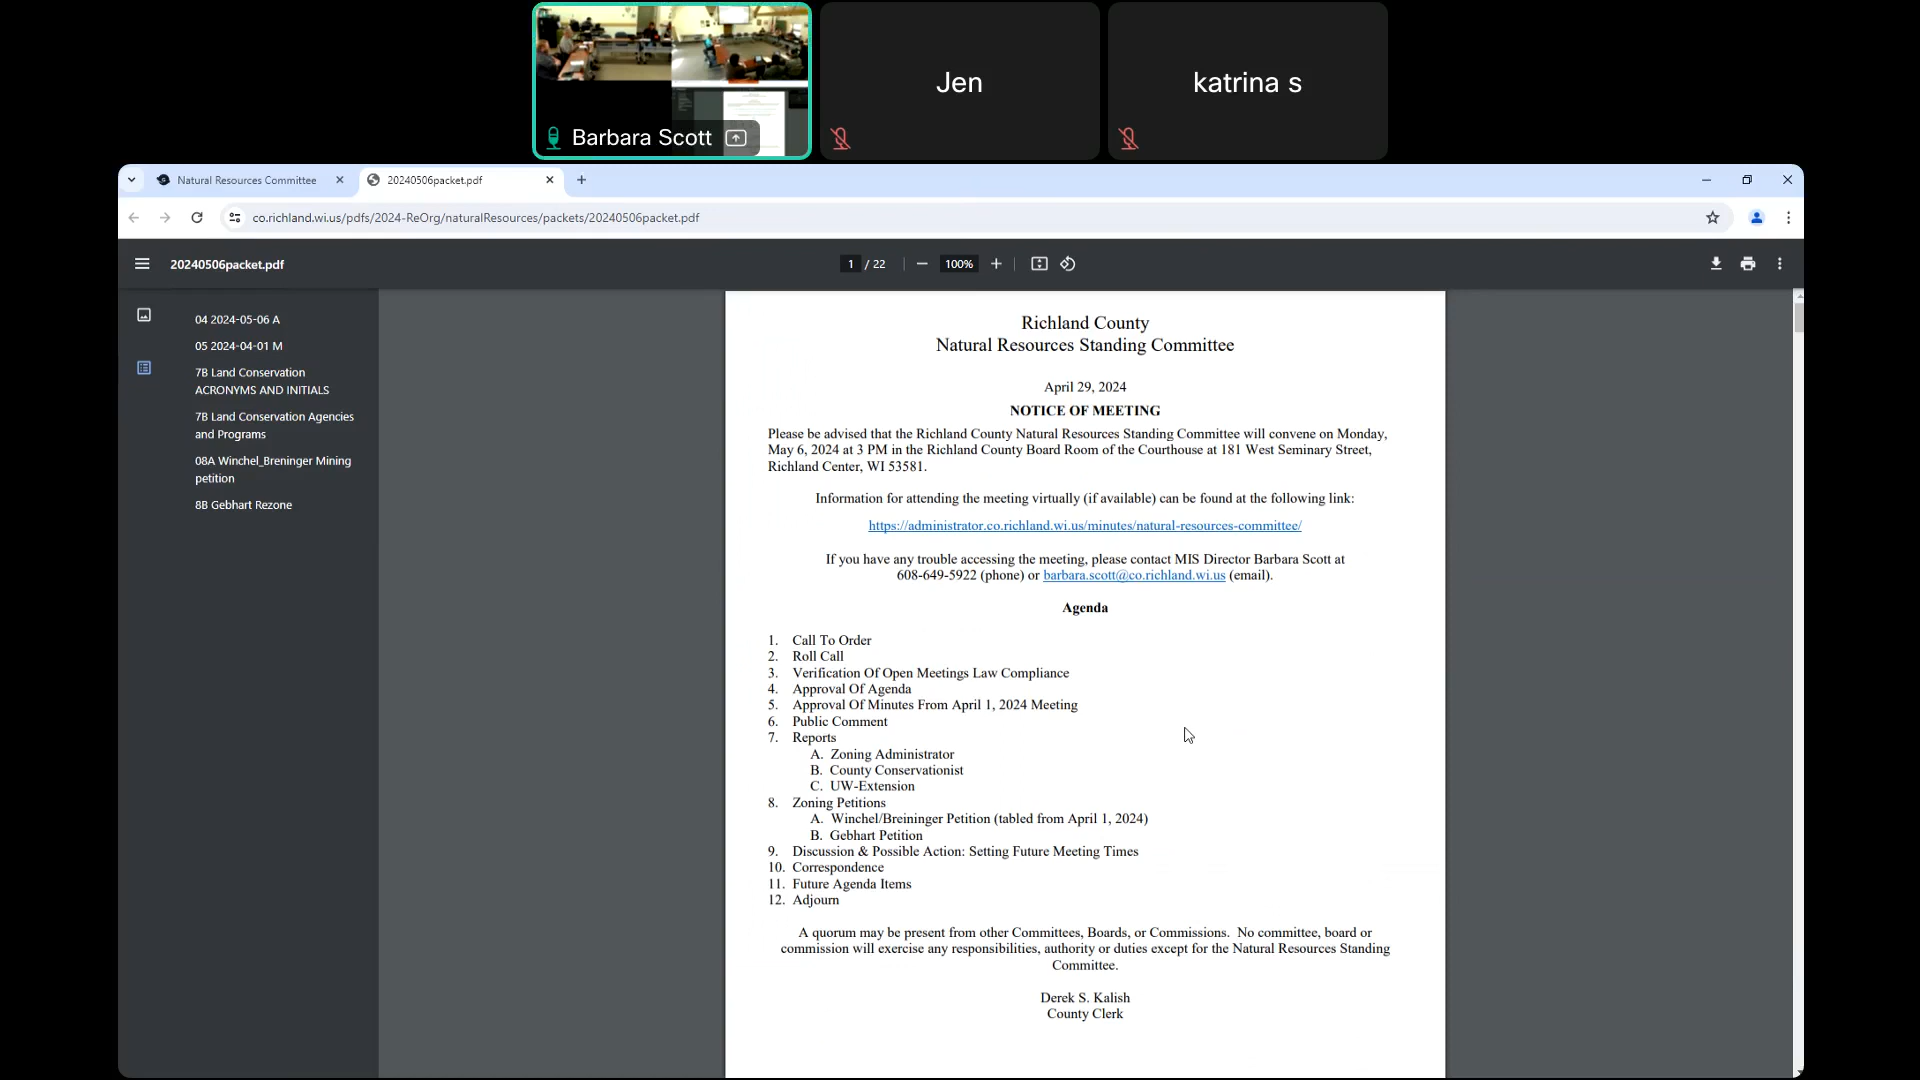 Barbara Scott
Jen
katrina s
Natural Resources Committee
20240506packet.pdf
co.richland.wi.us/pdfs/2024-ReOrg/naturalResources/packets/20240506packet.pdf
20240506packet.pdf
1 / 22
100%
04 2024-05-06 A
05 2024-04-01 M
7B Land Conservation
ACRONYMS AND INITIALS
7B Land Conservation Agencies
and Programs
08A Winchel_Breninger Mining
petition
8B Gebhart Rezone
Richland County
Natural Resources Standing Committee
April 29, 2024
NOTICE OF MEETING
Please be advised that the Richland County Natural Resources Standing Committee will convene on Monday,
May 6, 2024 at 3 PM in the Richland County Board Room of the Courthouse at 181 West Seminary Street,
Richland Center, WI 53581.
Information for attending the meeting virtually (if available) can be found at the following link:
https://administrator.co.richland.wi.us/minutes/natural-resources-committee/
If you have any trouble accessing the meeting, please contact MIS Director Barbara Scott at
608-649-5922 (phone) or barbara.scott@co.richland.wi.us (email).
Agenda
1. Call To Order
2. Roll Call
3. Verification Of Open Meetings Law Compliance
4. Approval Of Agenda
5. Approval Of Minutes From April 1, 2024 Meeting
6. Public Comment
7. Reports
A. Zoning Administrator
B. County Conservationist
C. UW-Extension
8. Zoning Petitions
A. Winchel/Breininger Petition (tabled from April 1, 2024)
B. Gebhart Petition
9. Discussion & Possible Action: Setting Future Meeting Times
10. Correspondence
11. Future Agenda Items
12. Adjourn
A quorum may be present from other Committees, Boards, or Commissions. No committee, board or
commission will exercise any responsibilities, authority or duties except for the Natural Resources Standing
Committee.
Derek S. Kalish
County Clerk